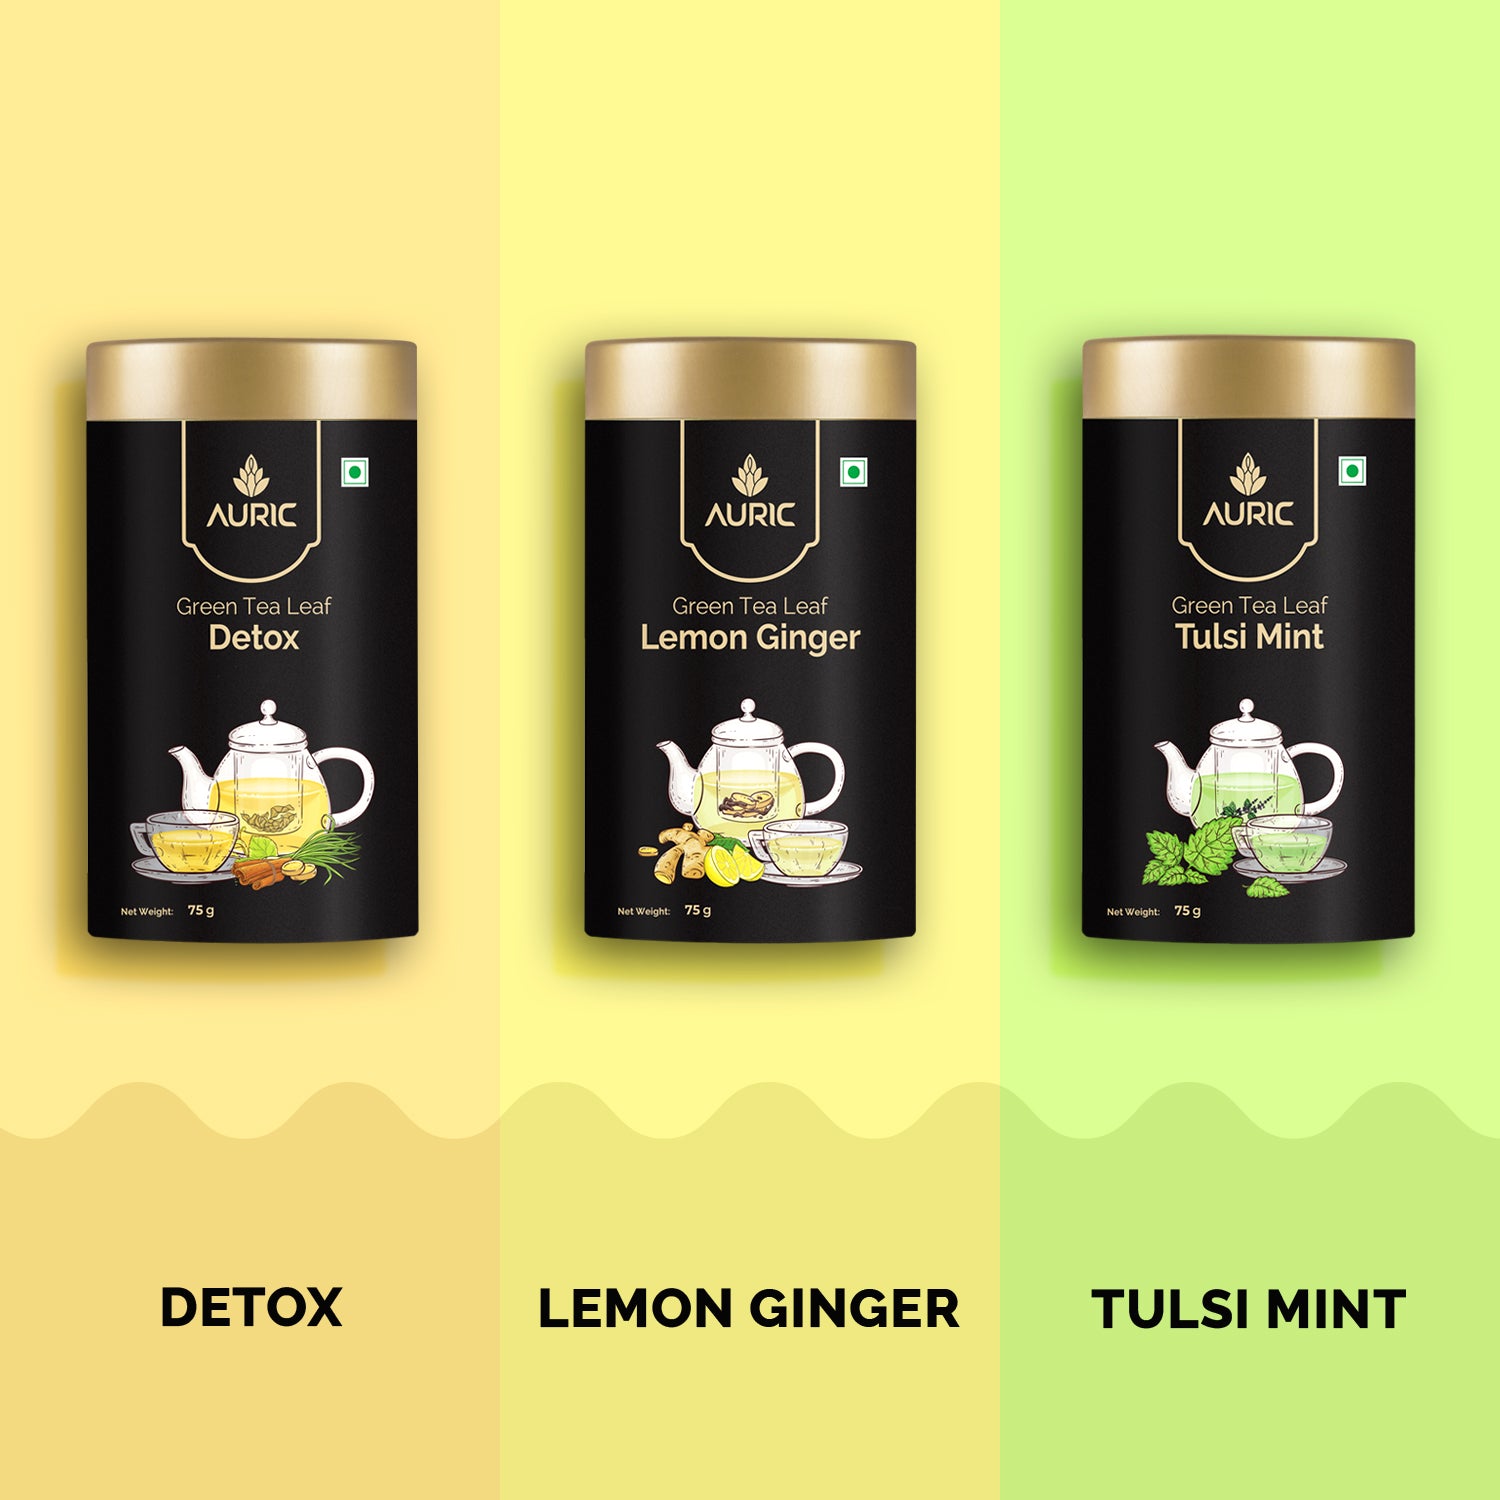 AURIC
Green Tea Leaf
Detox
Net Weight: 75 g
AURIC
Green Tea Leaf
Lemon Ginger
Net Weight: 75 g
AURIC
Green Tea Leaf
Tulsi Mint
Net Weight: 75 g
DETOX
LEMON GINGER
TULSI MINT